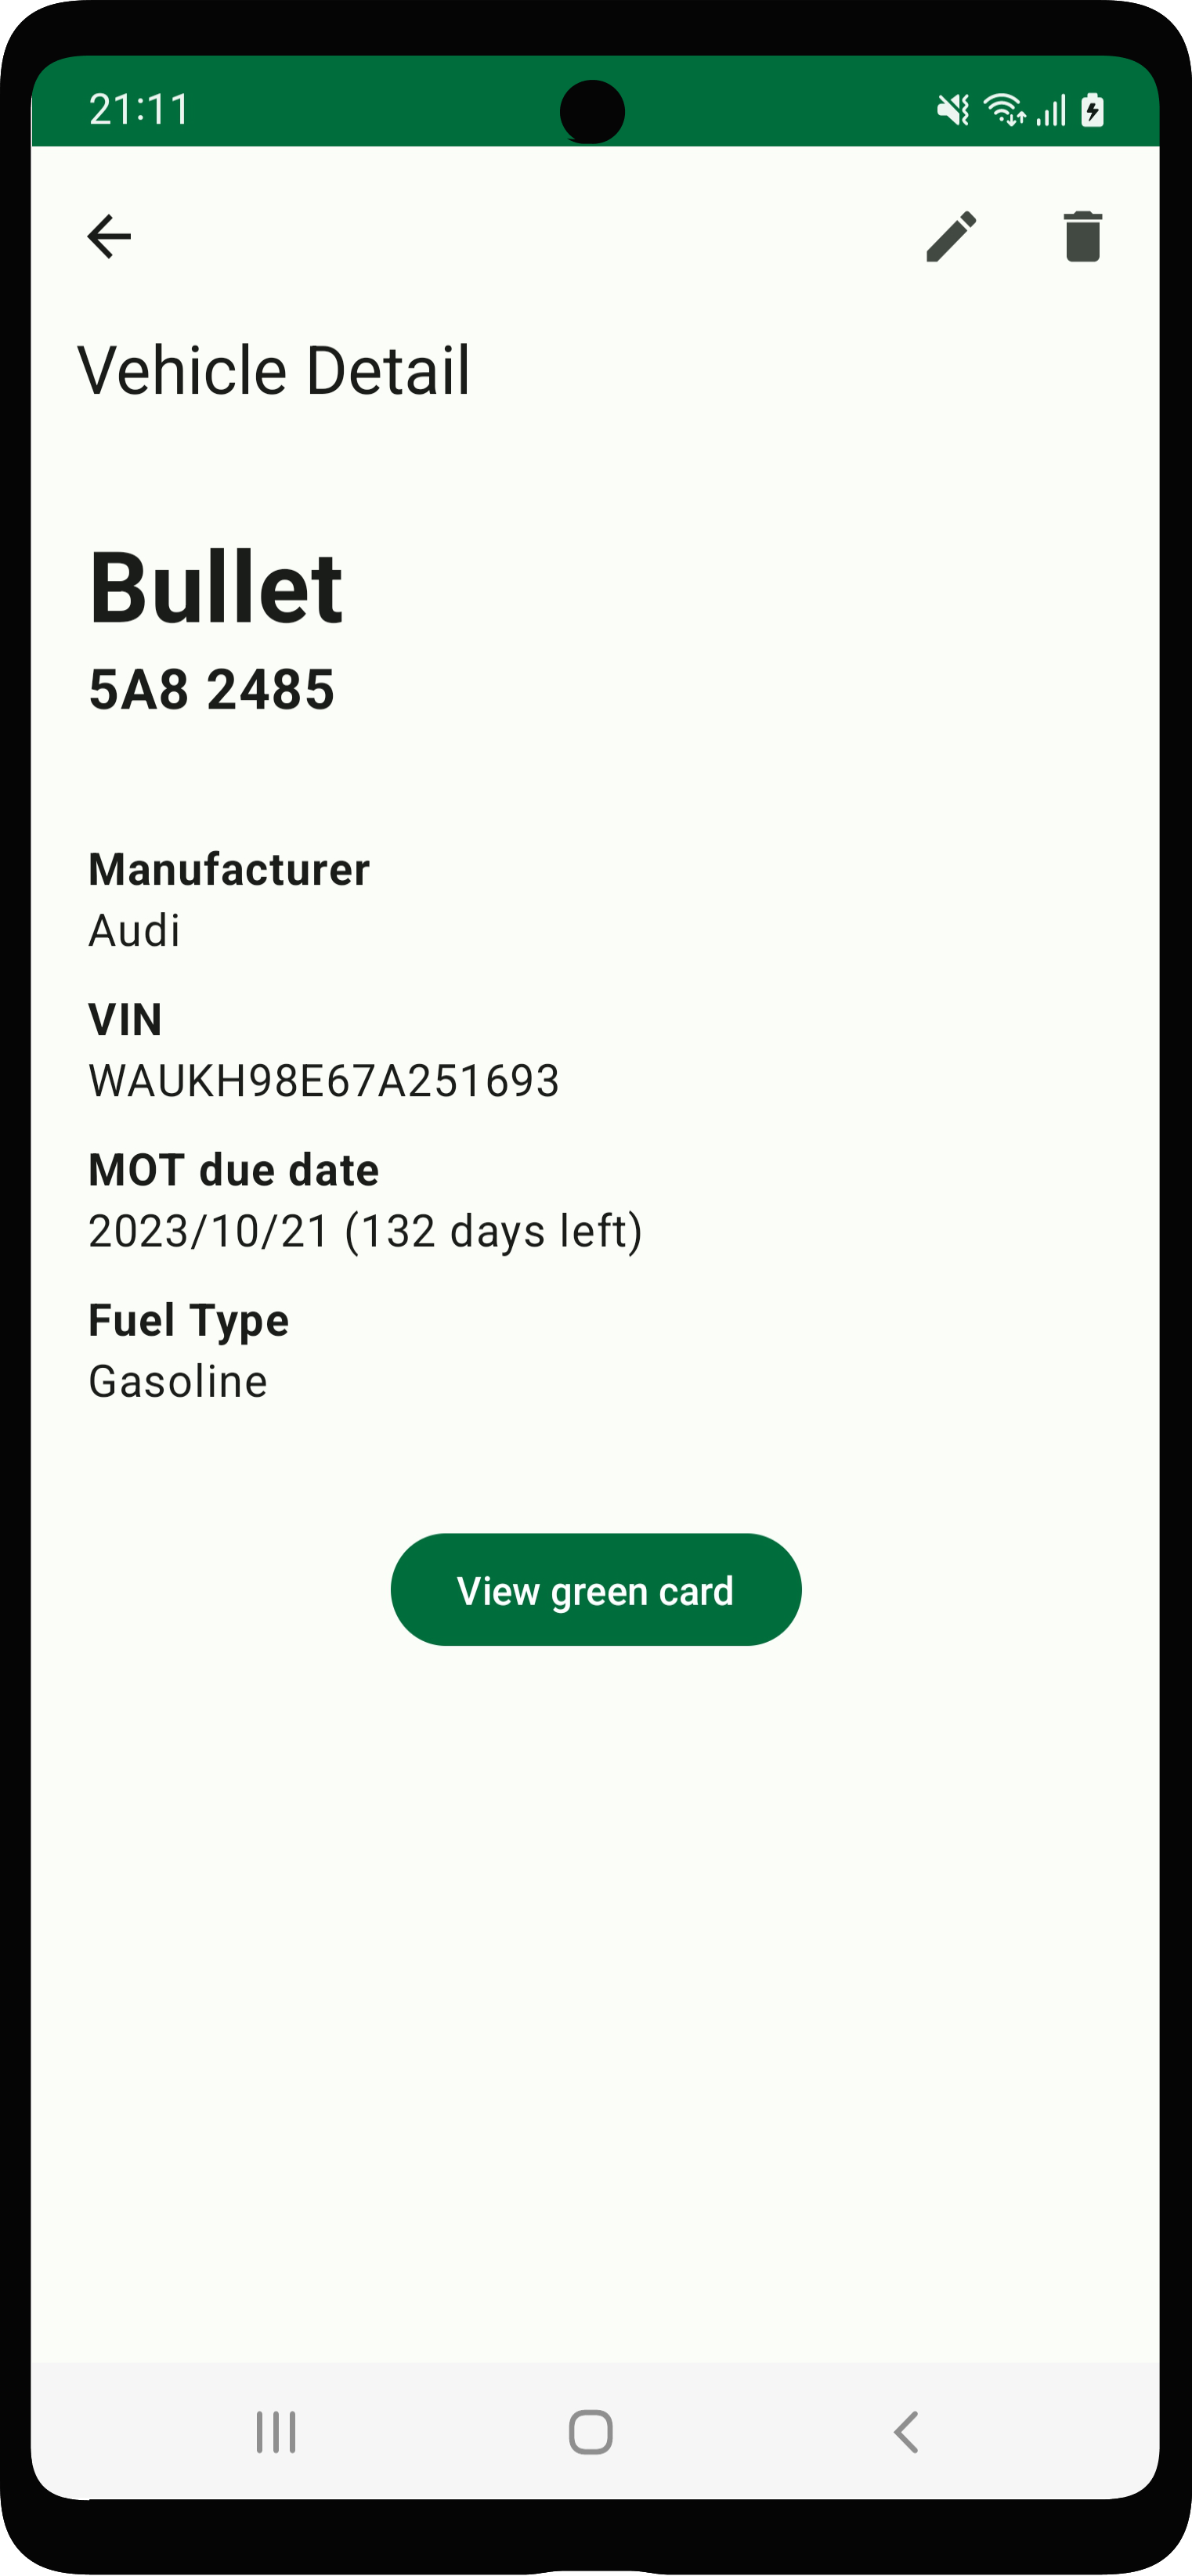 21:11
Vehicle Detail
Bullet
5A8 2485
Manufacturer
Audi
VIN
WAUKH98E67A251693
MOT due date
2023/10/21 (132 days left)
Fuel Type
Gasoline
View green card